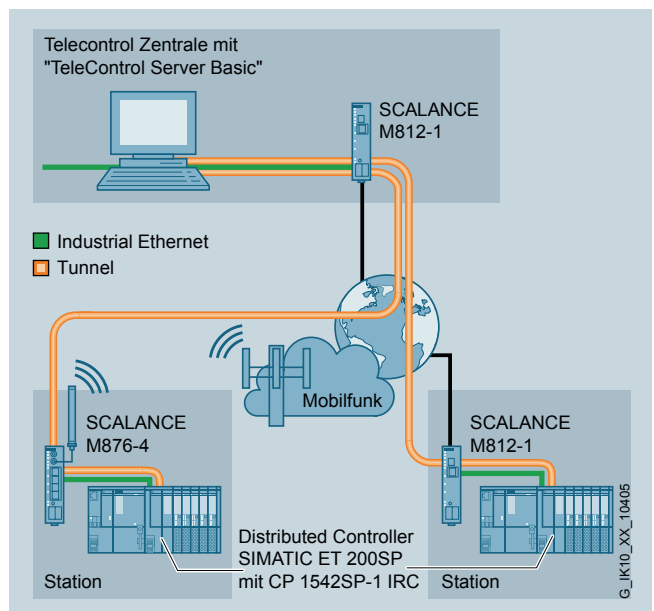 Telecontrol Zentrale mit
"TeleControl Server Basic"
SCALANCE
M812-1
Industrial Ethernet
Tunnel
Mobilfunk
SCALANCE
M876-4
SCALANCE
M812-1
Distributed Controller
SIMATIC ET 200SP
mit CP 1542SP-1 IRC
Station
Station
G_IK10_XX_10405